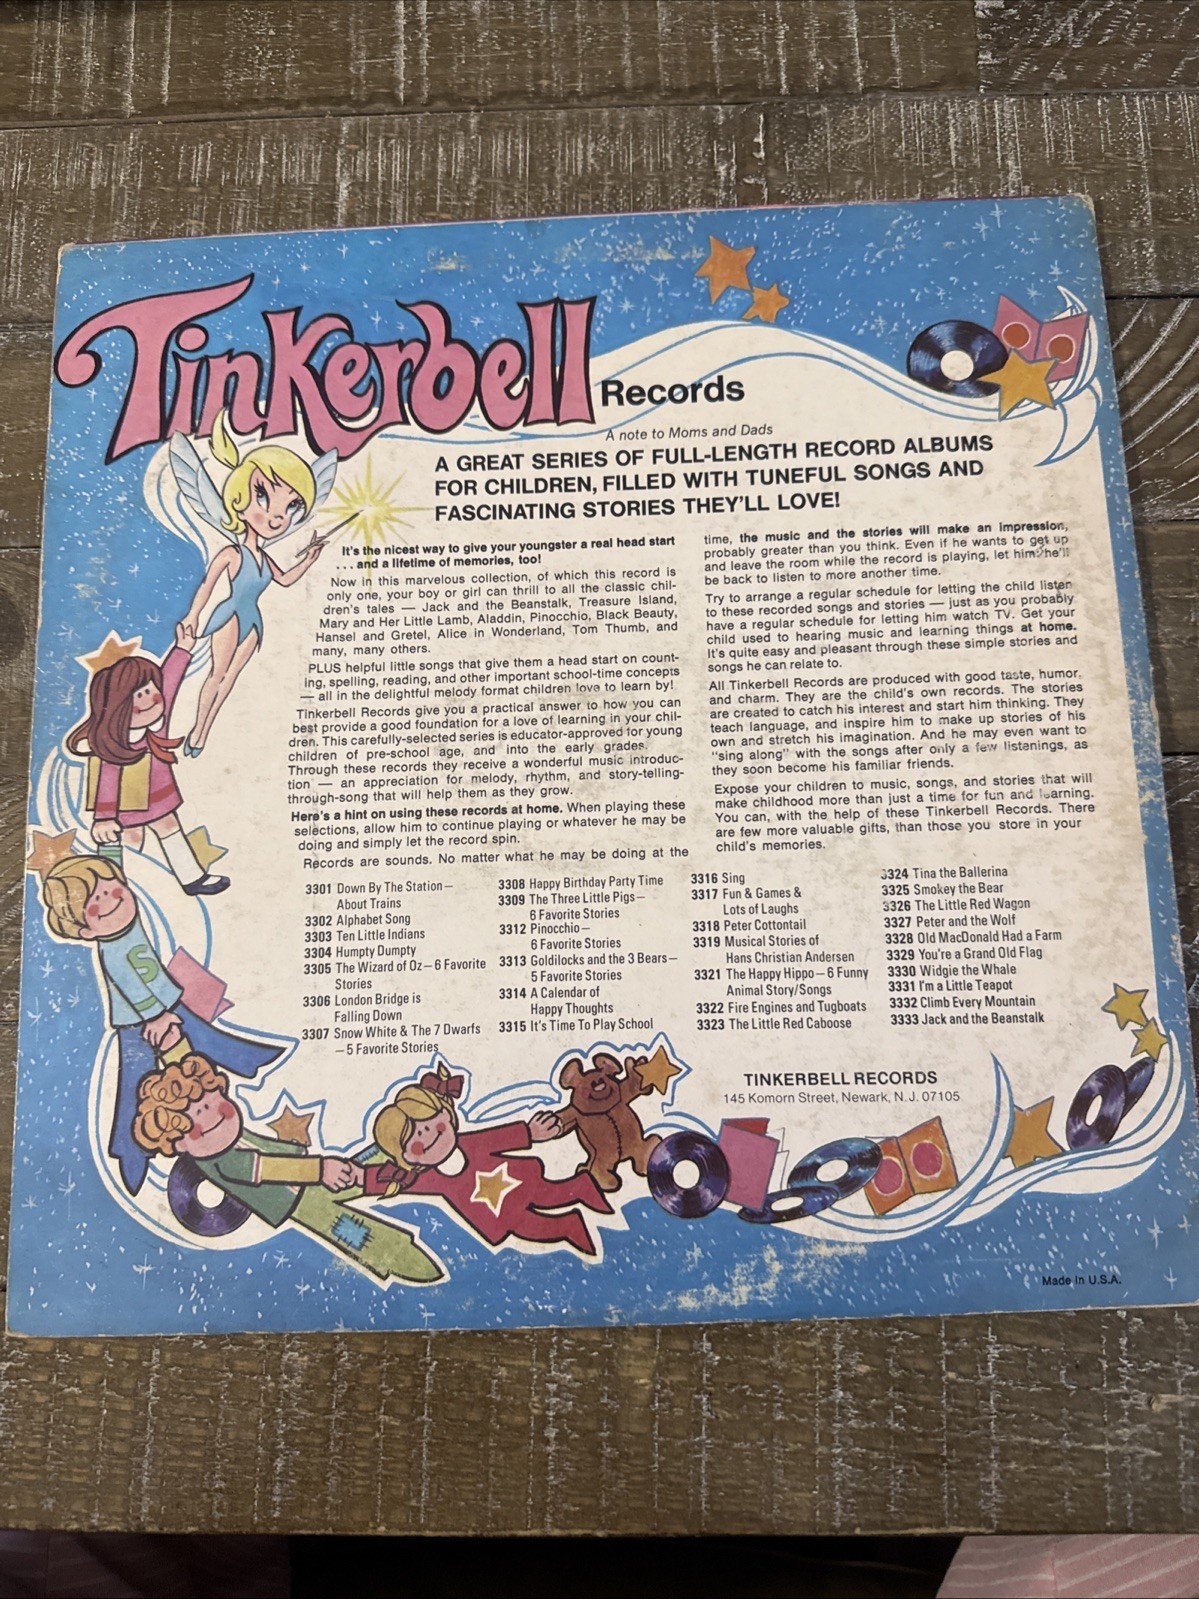 Tinkerbell
Records
A note to Moms and Dads
A GREAT SERIES OF FULL-LENGTH RECORD ALBUMS
FOR CHILDREN, FILLED WITH TUNEFUL SONGS AND
FASCINATING STORIES THEY'LL LOVE!
It's the nicest way to give your youngster a real head start
... and a lifetime of memories, too!
Now in this marvelous collection, of which this record is
only one, your boy or girl can thrill to all the classic chil-
dren's tales — Jack and the Beanstalk, Treasure Island,
Mary and Her Little Lamb, Aladdin, Pinocchio, Black Beauty,
Hansel and Gretel, Alice in Wonderland, Tom Thumb, and
many, many others.
PLUS helpful little songs that give them a head start on count-
ing, spelling, reading, and other important school-time concepts
— all in the delightful melody format children love to learn by!
Tinkerbell Records give you a practical answer to how you can
best provide a good foundation for a love of learning in your chil-
dren. This carefully-selected series is educator-approved for young
children of pre-school age, and into the early grades.
Through these records they receive a wonderful music introduc-
tion — an appreciation for melody, rhythm, and story-telling-
through-song that will help them as they grow.
Here's a hint on using these records at home. When playing these
selections, allow him to continue playing or whatever he may be
doing and simply let the record spin.
Records are sounds. No matter what he may be doing at the
time, the music and the stories will make an impression,
probably greater than you think. Even if he wants to get up
and leave the room while the record is playing, let him: he'll
be back to listen to more another time.
Try to arrange a regular schedule for letting the child listen
to these recorded songs and stories — just as you probably
have a regular schedule for letting him watch TV. Get your
child used to hearing music and learning things at home.
It's quite easy and pleasant through these simple stories and
songs he can relate to.
All Tinkerbell Records are produced with good taste, humor
and charm. They are the child's own records. The stories
are created to catch his interest and start him thinking. They
teach language, and inspire him to make up stories of his
own and stretch his imagination. And he may even want to
"sing along" with the songs after only a few listenings, as
they soon become his familiar friends.
Expose your children to music, songs, and stories that will
make childhood more than just a time for fun and learning.
You can, with the help of these Tinkerbell Records. There
are few more valuable gifts, than those you store in your
child's memories.
3301 Down By The Station—
About Trains
3302 Alphabet Song
3303 Ten Little Indians
3304 Humpty Dumpty
3305 The Wizard of Oz—6 Favorite
Stories
3306 London Bridge is
Falling Down
3307 Snow White & The 7 Dwarfs
—5 Favorite Stories
3308 Happy Birthday Party Time
3309 The Three Little Pigs—
6 Favorite Stories
3312 Pinocchio—
6 Favorite Stories
3313 Goldilocks and the 3 Bears—
5 Favorite Stories
3314 A Calendar of
Happy Thoughts
3315 It's Time To Play School
3316 Sing
3317 Fun & Games &
Lots of Laughs
3318 Peter Cottontail
3319 Musical Stories of
Hans Christian Andersen
3321 The Happy Hippo—6 Funny
Animal Story/Songs
3322 Fire Engines and Tugboats
3323 The Little Red Caboose
3324 Tina the Ballerina
3325 Smokey the Bear
3326 The Little Red Wagon
3327 Peter and the Wolf
3328 Old MacDonald Had a Farm
3329 You're a Grand Old Flag
3330 Widgie the Whale
3331 I'm a Little Teapot
3332 Climb Every Mountain
3333 Jack and the Beanstalk
S
TINKERBELL RECORDS
145 Komorn Street, Newark, N.J. 07105
Made in U.S.A.